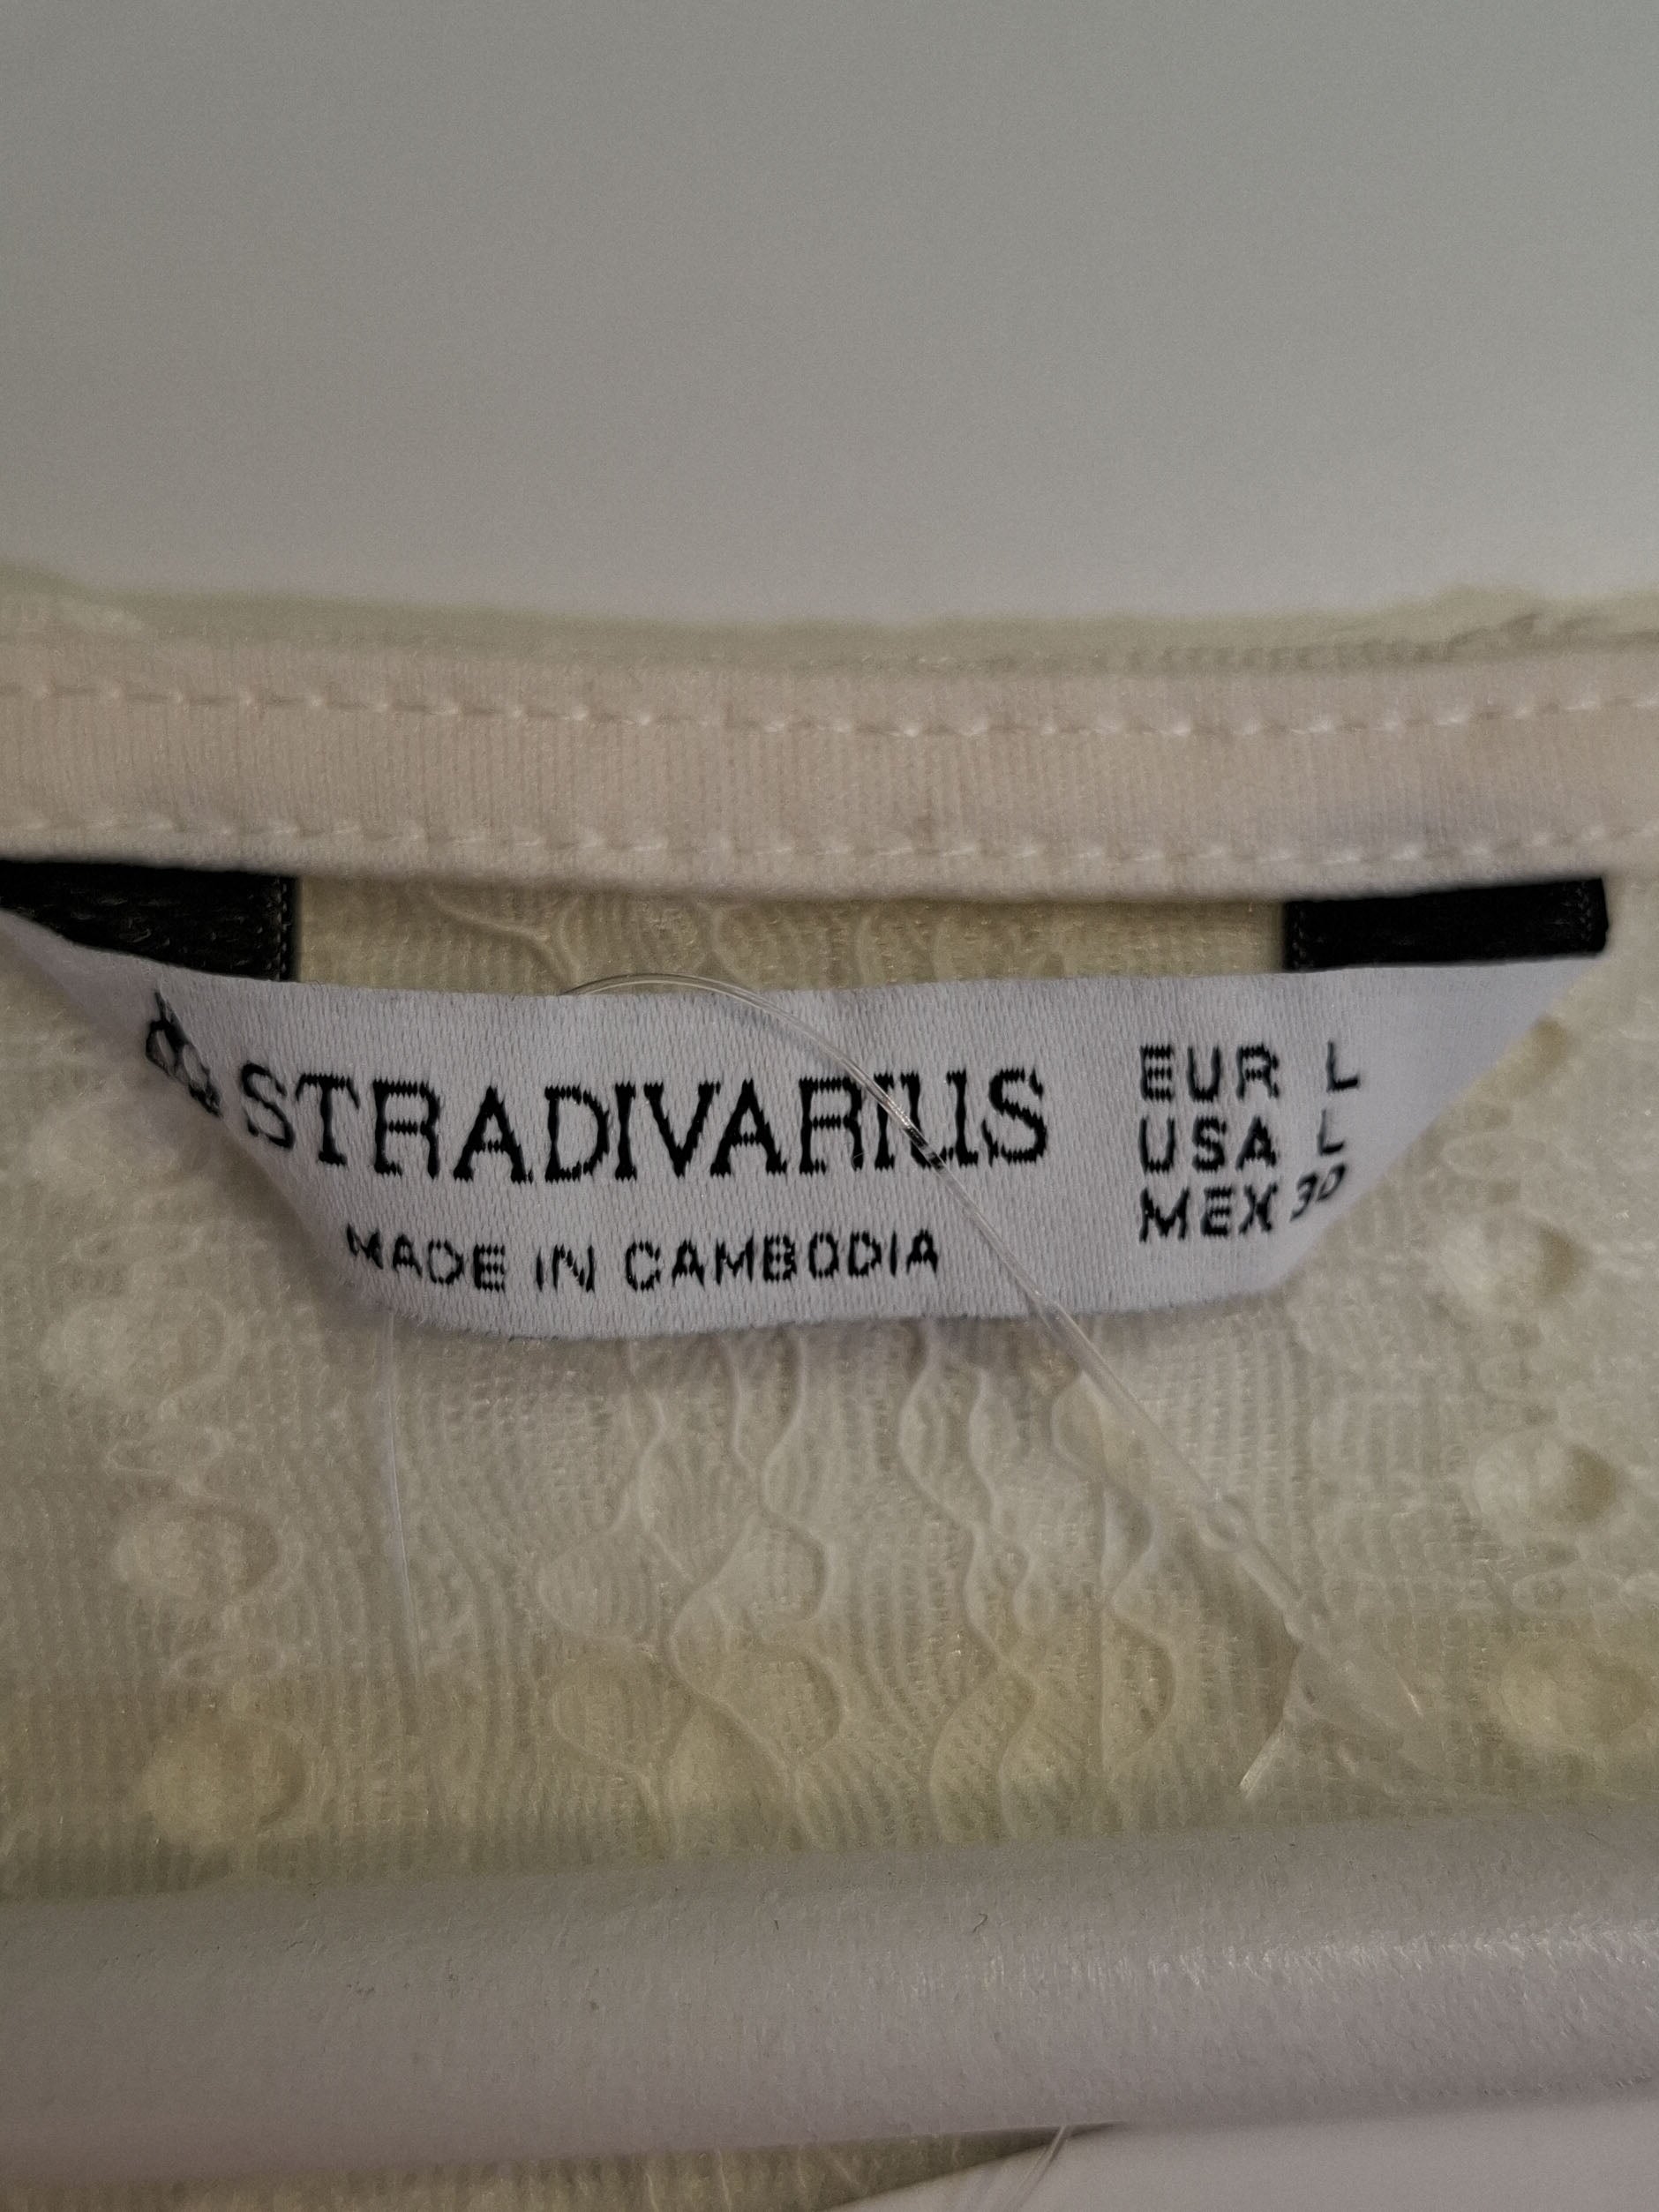 STRADIVARIUS
MADE IN CAMBODIA
EUR L
USA L
MEX 30